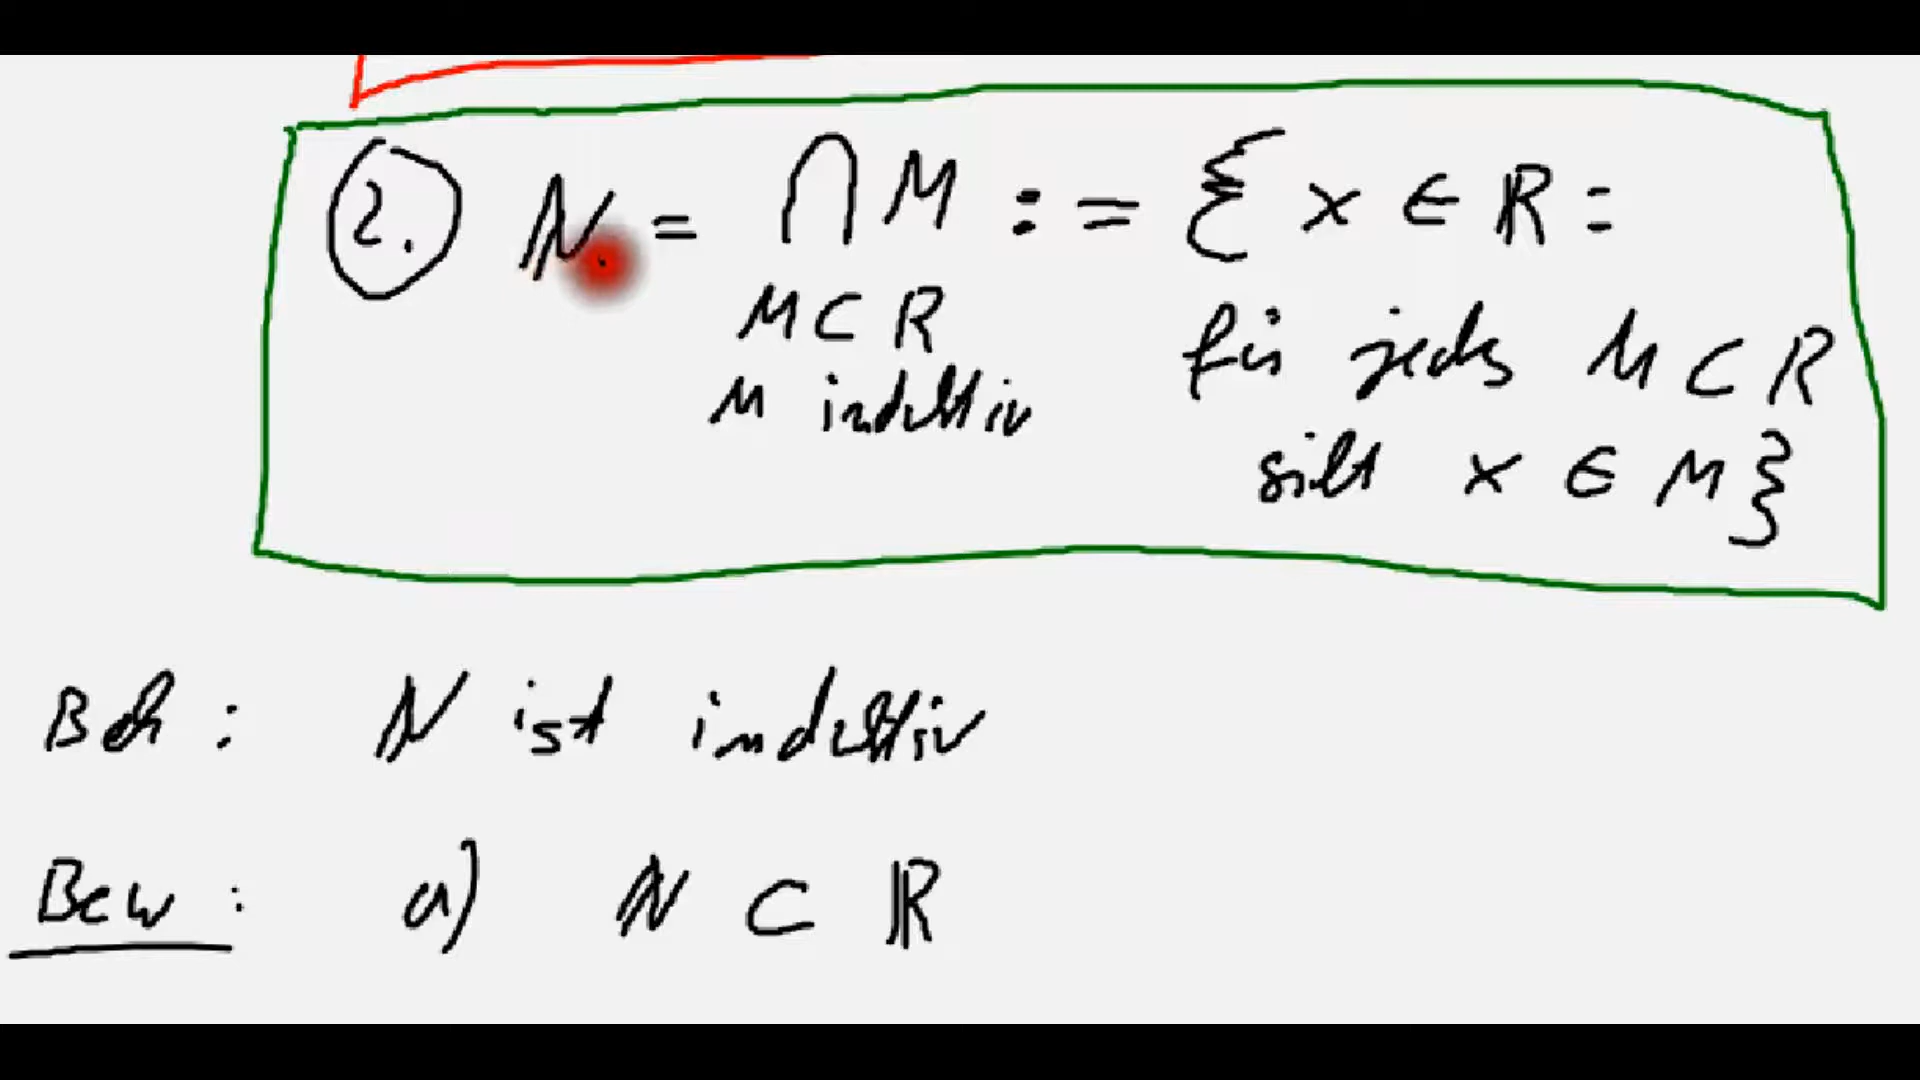 2. ℕ = ⋂ M := { x ∈ ℝ :
M ⊂ ℝ für jedes M ⊂ ℝ
M induktiv gilt x ∈ M }
Beh : ℕ ist induktiv
Bew : a) ℕ ⊂ ℝ